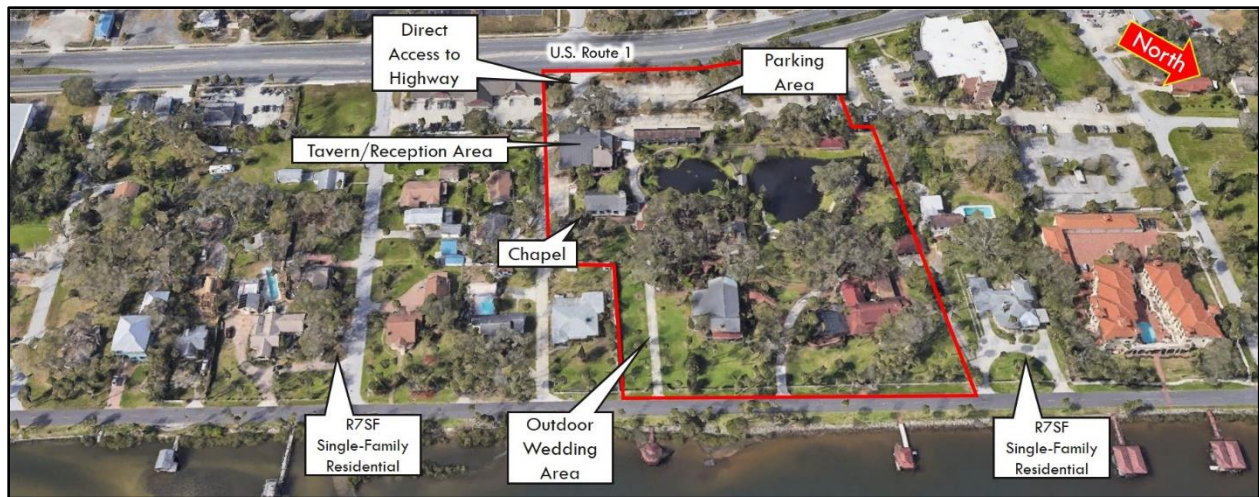 Direct
Access to
Highway
U.S. Route 1
Parking
Area
North
Tavern/Reception Area
Chapel
R7SF
Single-Family
Residential
Outdoor
Wedding
Area
R7SF
Single-Family
Residential